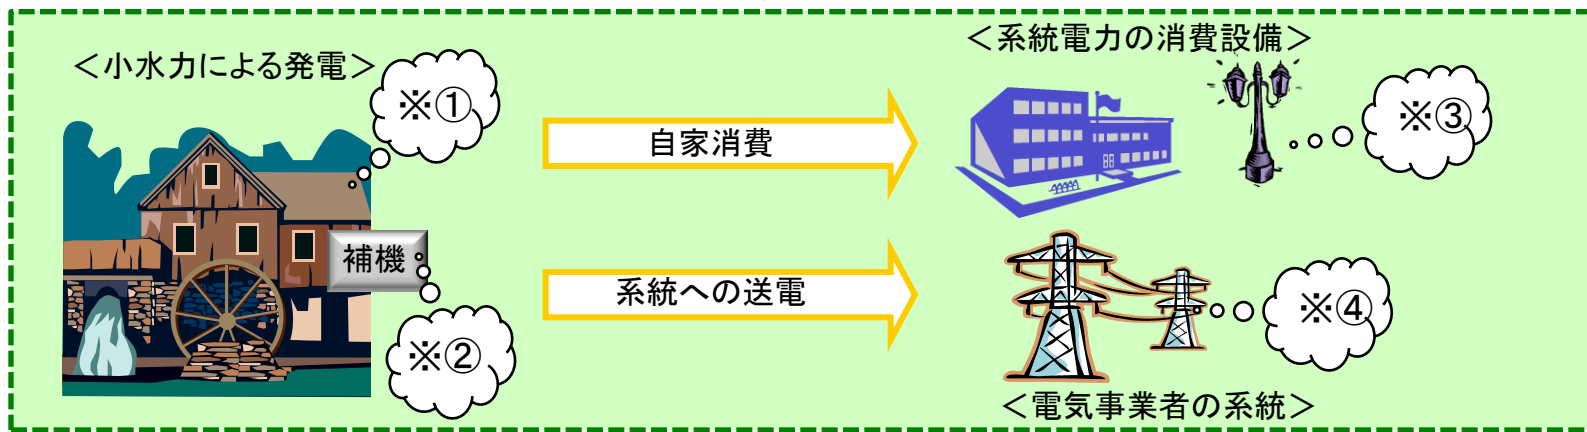 ＜小水力による発電＞
※①
補機
※②
自家消費
系統への送電
＜系統電力の消費設備＞
※③
※④
＜電気事業者の系統＞